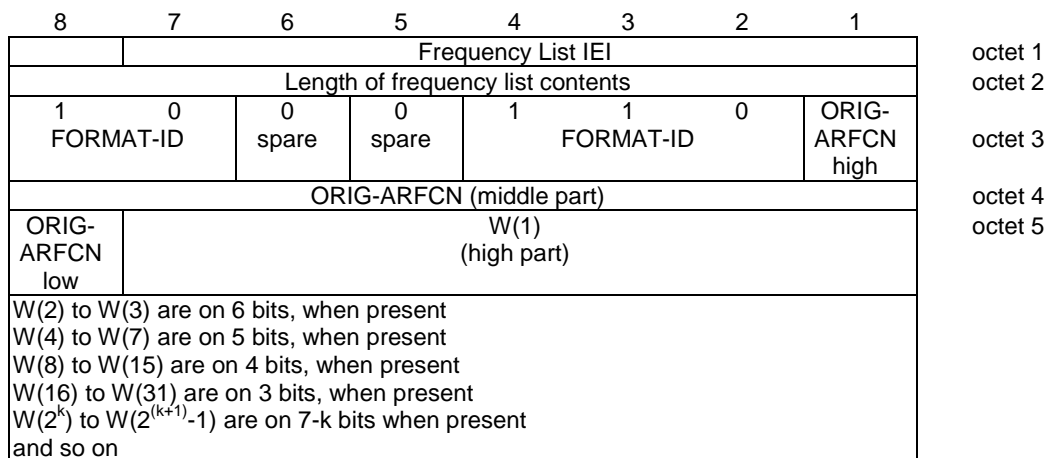 8 7 6 5 4 3 2 1
Frequency List IEI octet 1
Length of frequency list contents octet 2
1 0 0 0 1 1 0 ORIG-
FORMAT-ID spare spare FORMAT-ID ARFCN octet 3
high
ORIG-ARFCN (middle part) octet 4
ORIG- W(1) octet 5
ARFCN (high part)
low
W(2) to W(3) are on 6 bits, when present
W(4) to W(7) are on 5 bits, when present
W(8) to W(15) are on 4 bits, when present
W(16) to W(31) are on 3 bits, when present
W(2^k) to W(2^(k+1)-1) are on 7-k bits when present
and so on